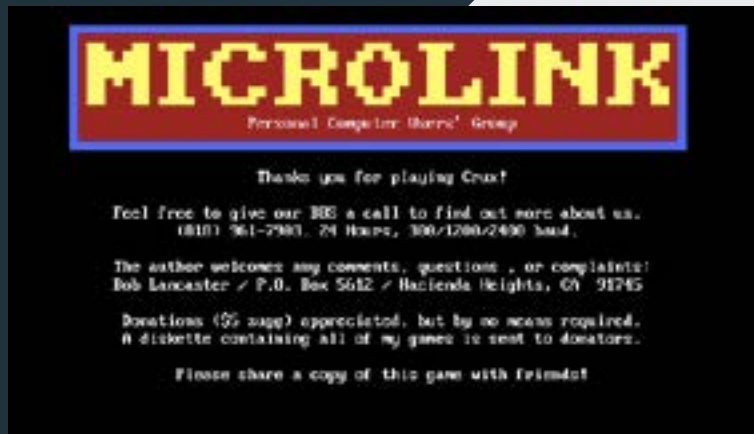 MICROLINK
Personal Computer Users' Group
Thanks you for playing Crux!
Feel free to give our BBS a call to find out more about us.
(818) 961-7903. 24 Hours, 300/1200/2400 baud.
The author welcomes any comments, questions , or complaints!
Bob Lancaster / P.O. Box 5612 / Hacienda Heights, CA 91745
Donations ($5 sugg) appreciated, but by no means required.
A diskette containing all of my games is sent to donators.
Please share a copy of this game with friends!